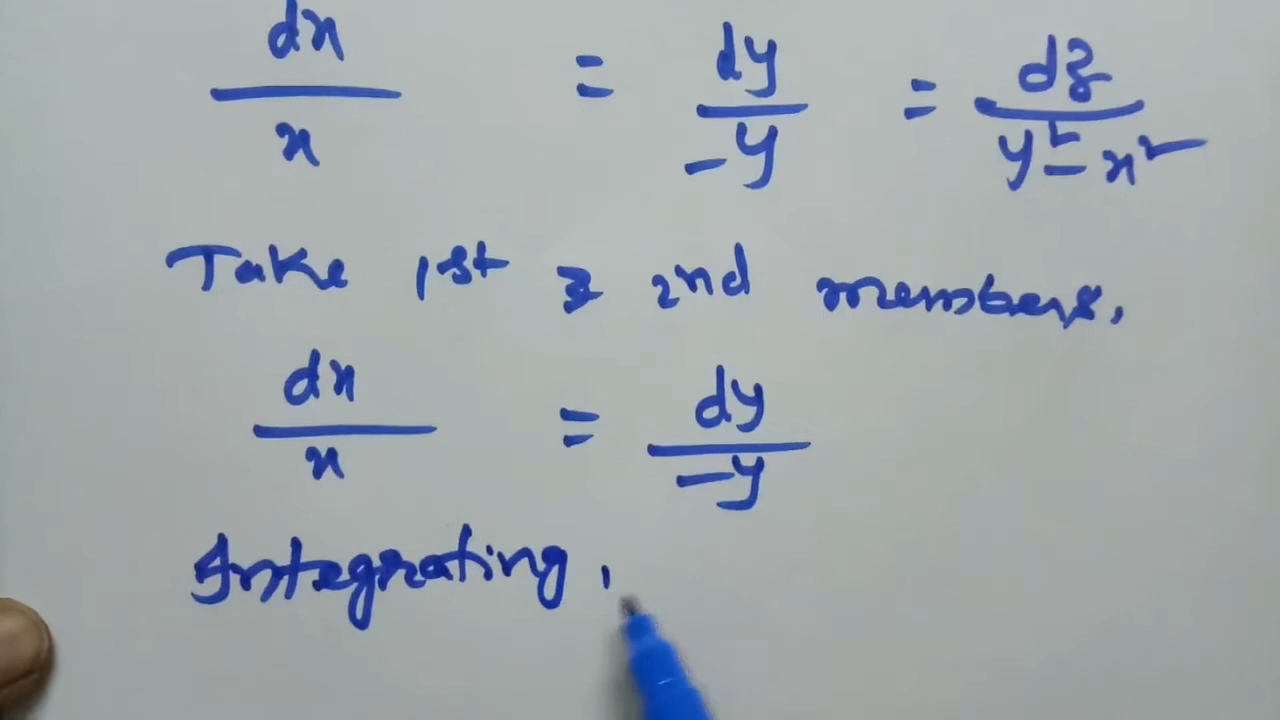 dx/x = dy/-y = dz/y²-x²
Take 1st & 2nd members.
dx/x = dy/-y
Integrating,